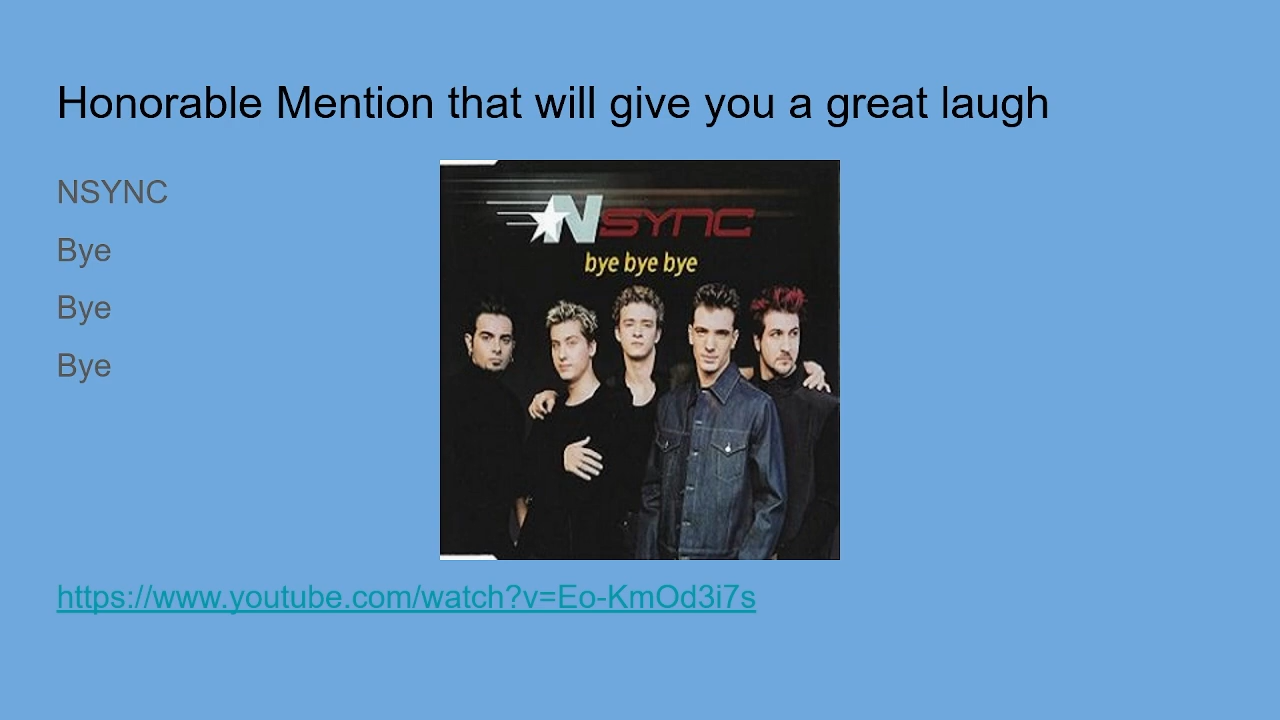 Honorable Mention that will give you a great laugh
NSYNC
Bye
Bye
Bye
NSYNC
bye bye bye
https://www.youtube.com/watch?v=Eo-KmOd3i7s